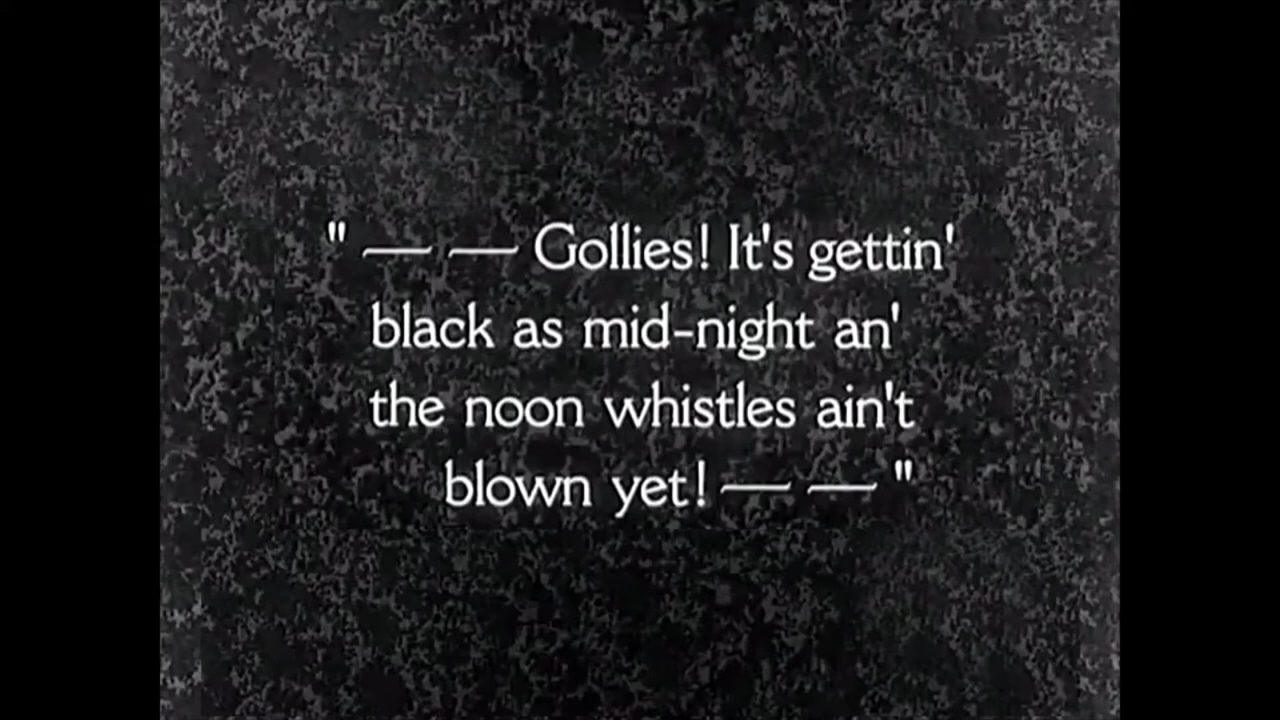 " — — Gollies! It's gettin'
black as mid-night an'
the noon whistles ain't
blown yet! — — "